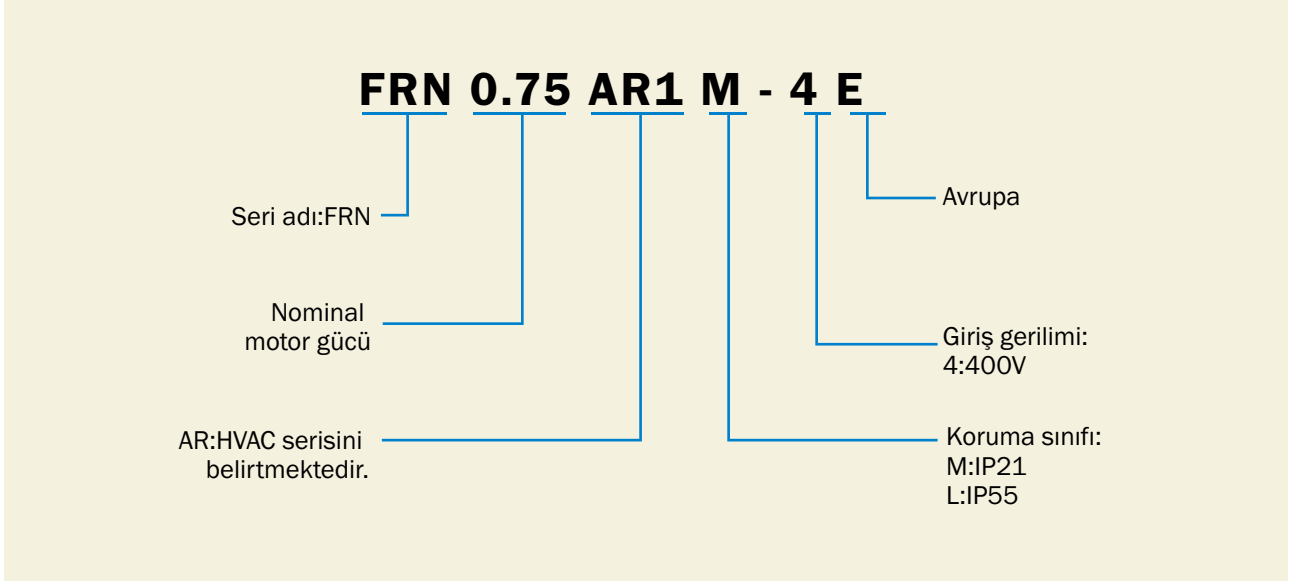 FRN 0.75 AR1 M - 4 E
Seri adı:FRN
Nominal
motor gücü
AR:HVAC serisini
belirtmektedir.
Avrupa
Giriş gerilimi:
4:400V
Koruma sınıfı:
M:IP21
L:IP55